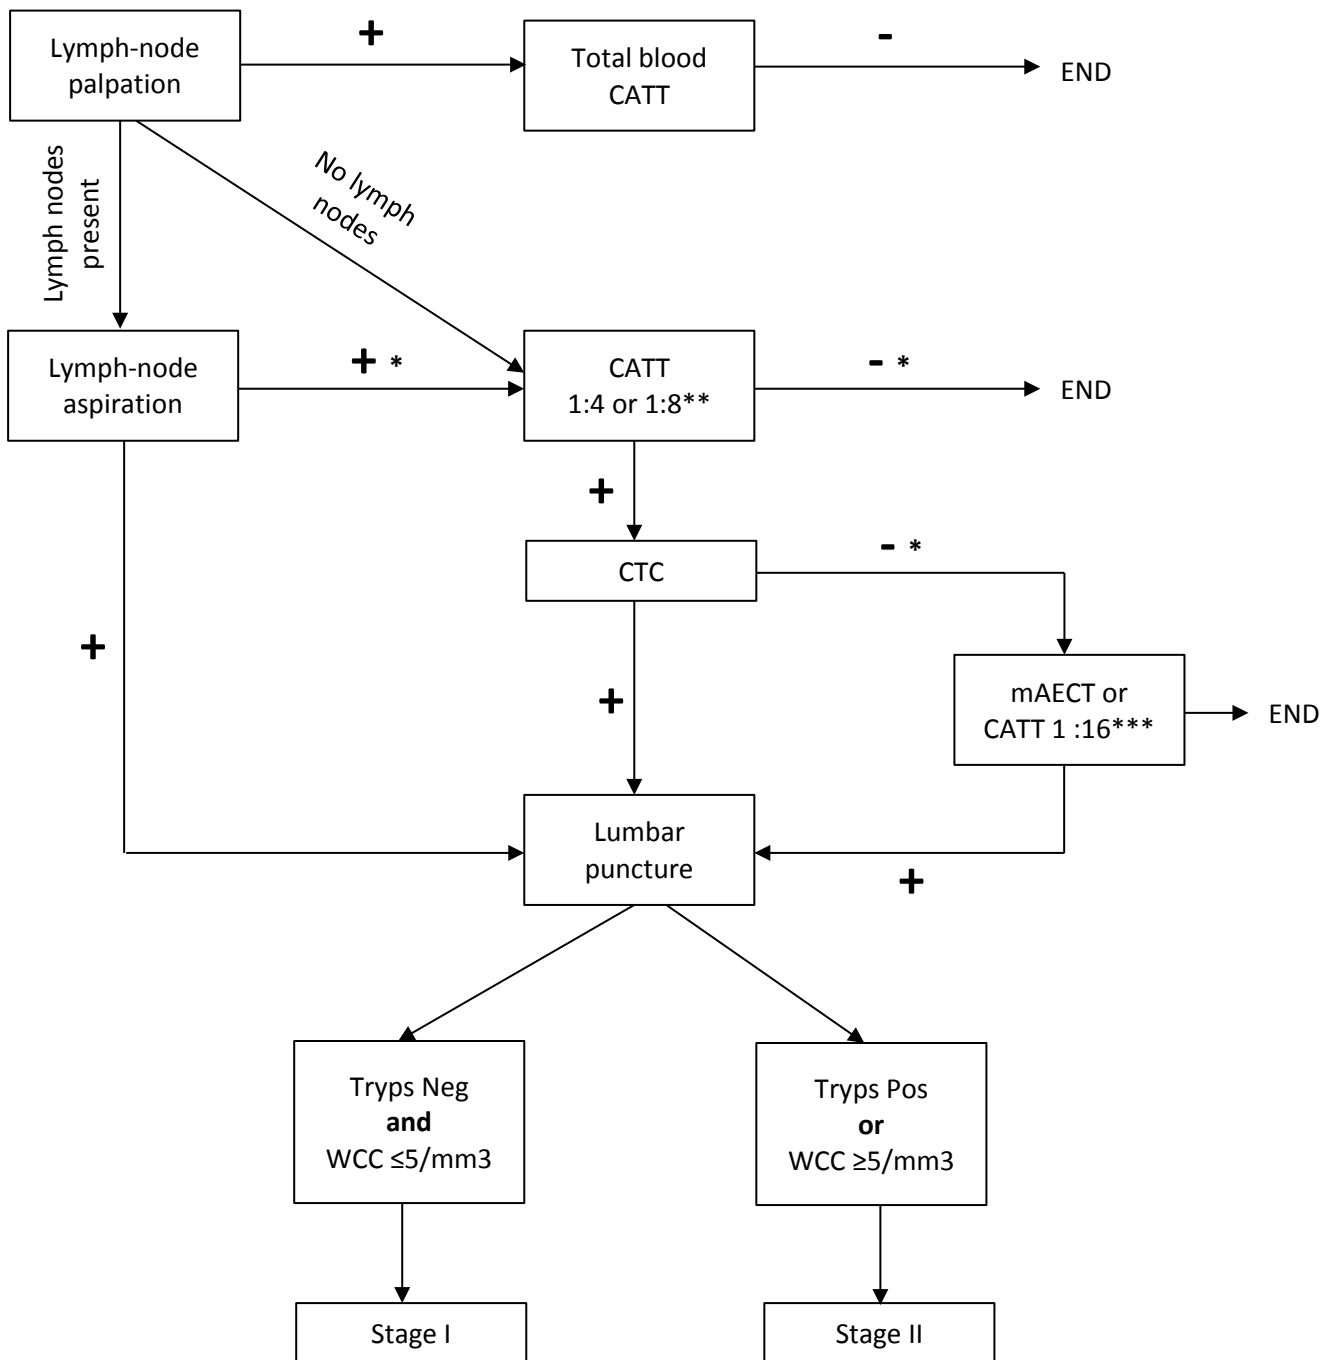 Lymph-node
palpation
+
Total blood
CATT
-
END
Lymph nodes
present
No lymph
nodes
Lymph-node
aspiration
+ *
CATT
1:4 or 1:8**
- *
END
+
CTC
- *
+
+
mAECT or
CATT 1 :16***
END
Lumbar
puncture
+
Tryps Neg
and
WCC ≤5/mm3
Tryps Pos
or
WCC ≥5/mm3
Stage I
Stage II